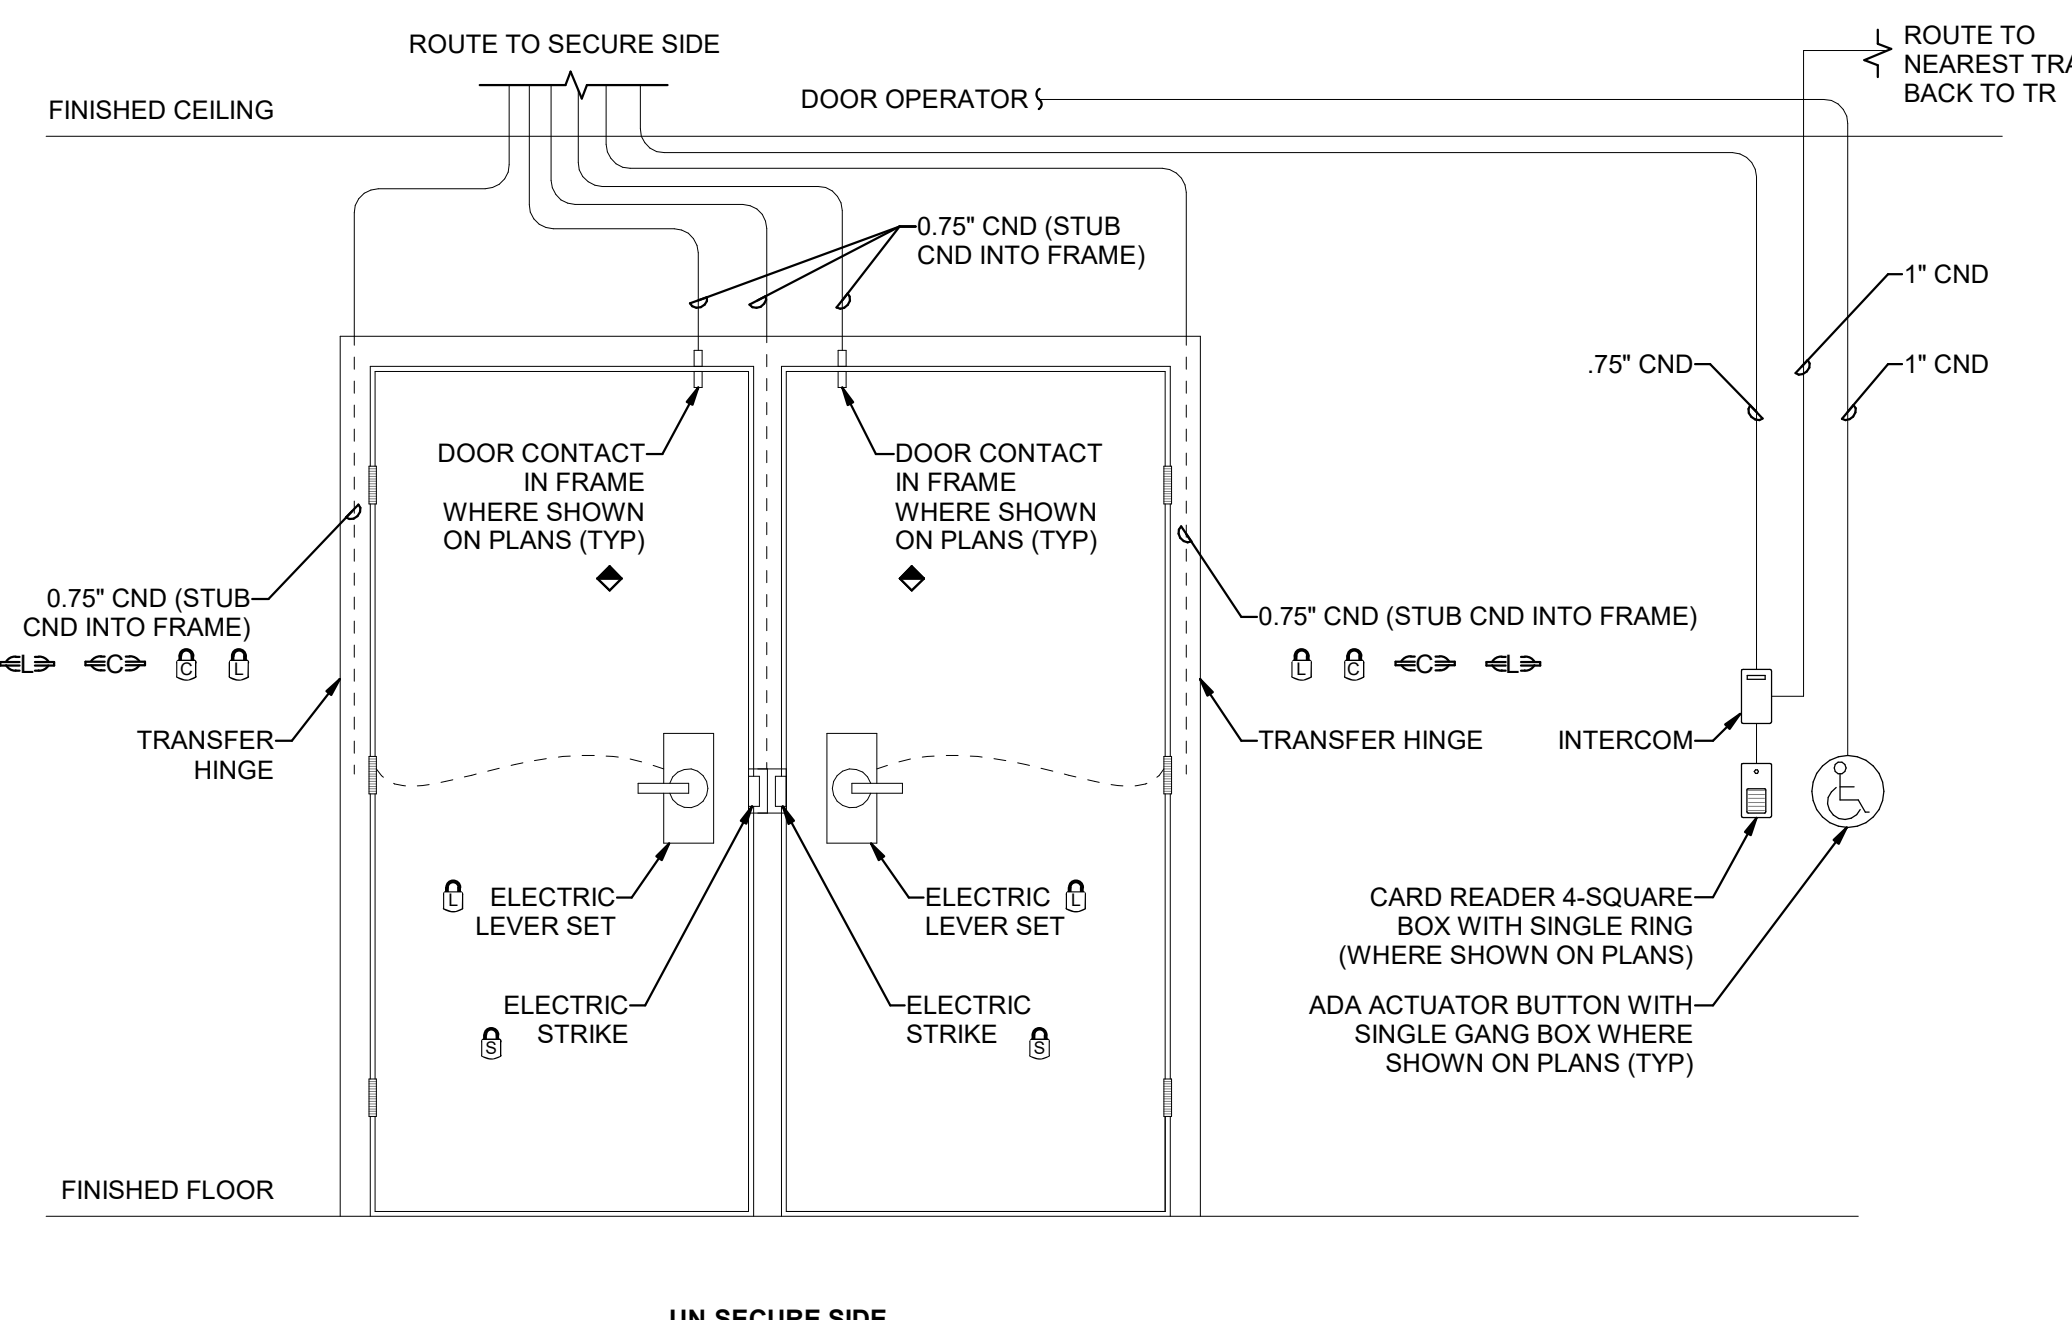 ROUTE TO SECURE SIDE
ROUTE TO
NEAREST TRA
BACK TO TR
FINISHED CEILING
DOOR OPERATOR
0.75" CND (STUB
CND INTO FRAME)
1" CND
.75" CND
1" CND
DOOR CONTACT
IN FRAME
WHERE SHOWN
ON PLANS (TYP)
DOOR CONTACT
IN FRAME
WHERE SHOWN
ON PLANS (TYP)
0.75" CND (STUB
CND INTO FRAME)
L C C L
0.75" CND (STUB CND INTO FRAME)
L C C L
TRANSFER
HINGE
TRANSFER HINGE
INTERCOM
L ELECTRIC
LEVER SET
ELECTRIC L
LEVER SET
CARD READER 4-SQUARE
BOX WITH SINGLE RING
(WHERE SHOWN ON PLANS)
ELECTRIC
STRIKE
S
ELECTRIC
STRIKE
S
ADA ACTUATOR BUTTON WITH
SINGLE GANG BOX WHERE
SHOWN ON PLANS (TYP)
FINISHED FLOOR
UN-SECURE SIDE